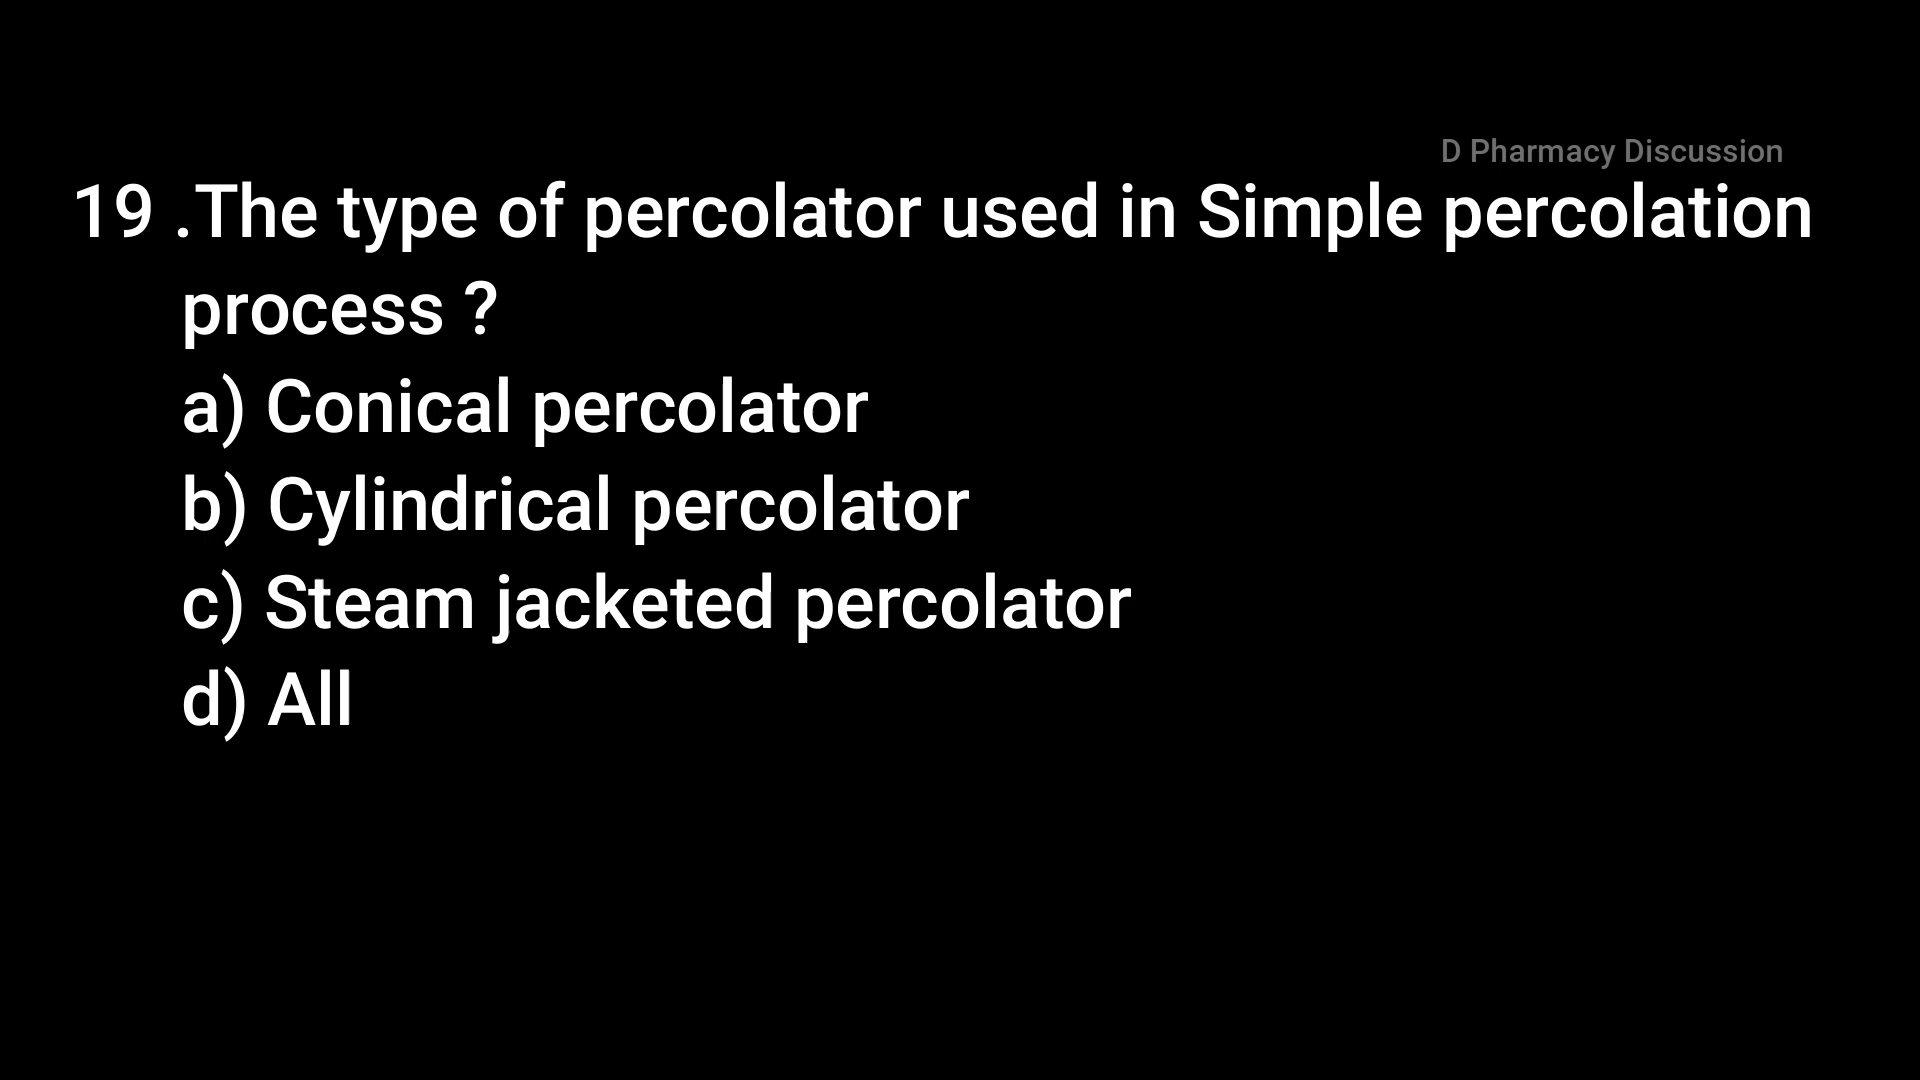 D Pharmacy Discussion
19 .The type of percolator used in Simple percolation
process ?
a) Conical percolator
b) Cylindrical percolator
c) Steam jacketed percolator
d) All